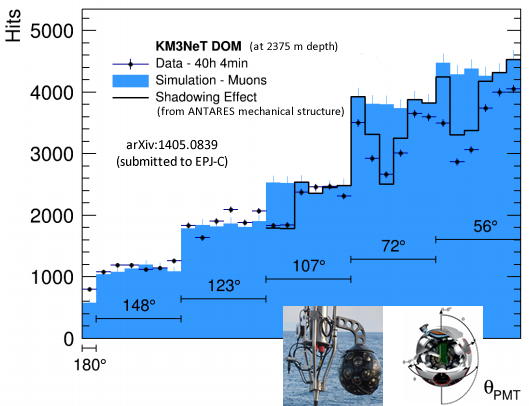 Hits
5000
4000
3000
2000
1000
0
KM3NeT DOM (at 2375 m depth)
Data - 40h 4min
Simulation - Muons
Shadowing Effect
(from ANTARES mechanical structure)
arXiv:1405.0839
(submitted to EPJ-C)
56°
72°
107°
123°
148°
180°
θPMT